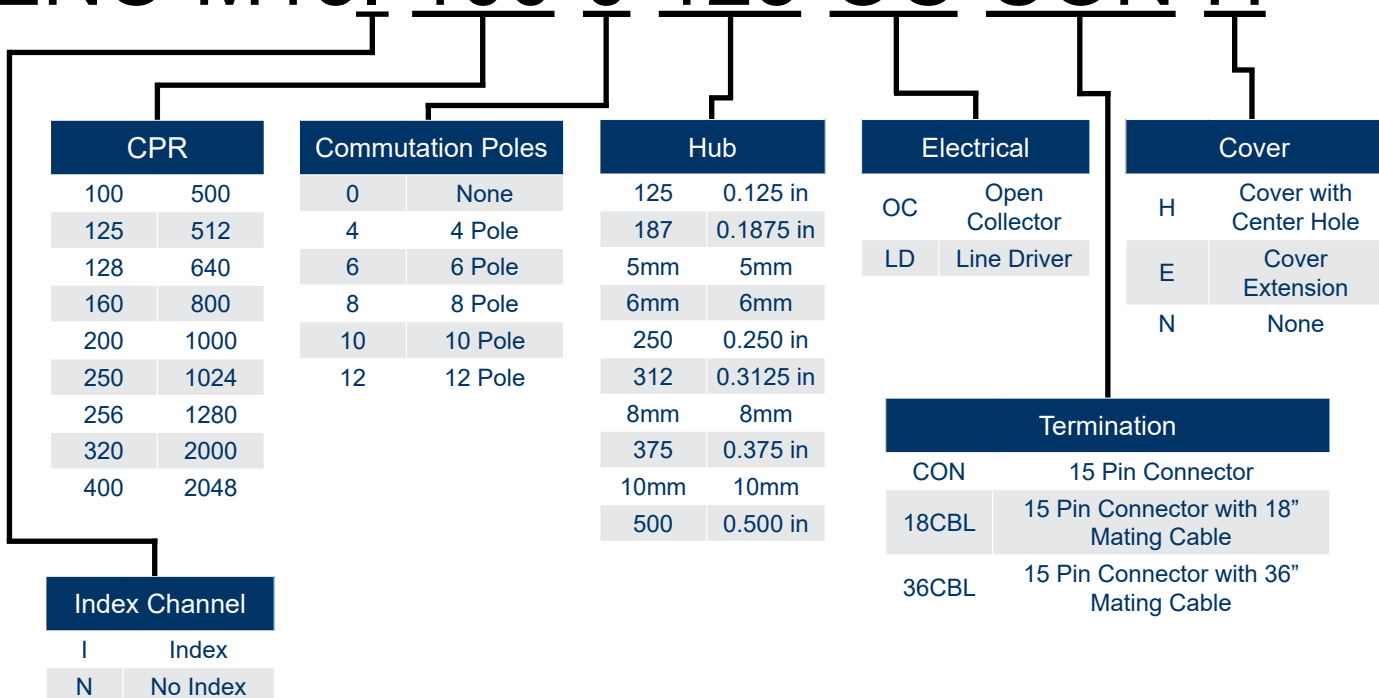 CPR
100 500
125 512
128 640
160 800
200 1000
250 1024
256 1280
320 2000
400 2048
Commutation Poles
0 None
4 4 Pole
6 6 Pole
8 8 Pole
10 10 Pole
12 12 Pole
Hub
125 0.125 in
187 0.1875 in
5mm 5mm
6mm 6mm
250 0.250 in
312 0.3125 in
8mm 8mm
375 0.375 in
10mm 10mm
500 0.500 in
Electrical
OC Open
Collector
LD Line Driver
Cover
H Cover with
Center Hole
E Cover
Extension
N None
Termination
CON 15 Pin Connector
18CBL 15 Pin Connector with 18”
Mating Cable
36CBL 15 Pin Connector with 36”
Mating Cable
Index Channel
I Index
N No Index